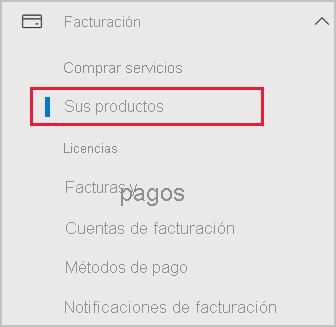 Facturación
Comprar servicios
Sus productos
Licencias
Facturas y pagos
Cuentas de facturación
Métodos de pago
Notificaciones de facturación